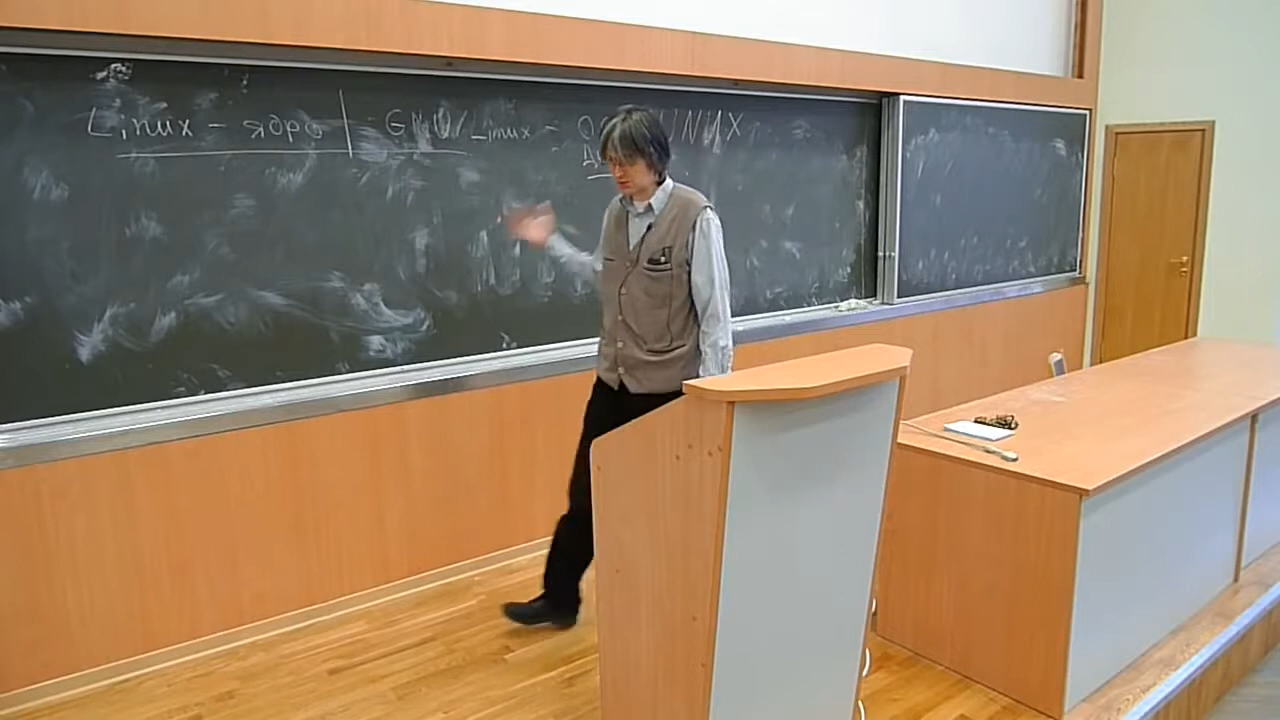 Linux – ядро | GNU/Linux – UNIX